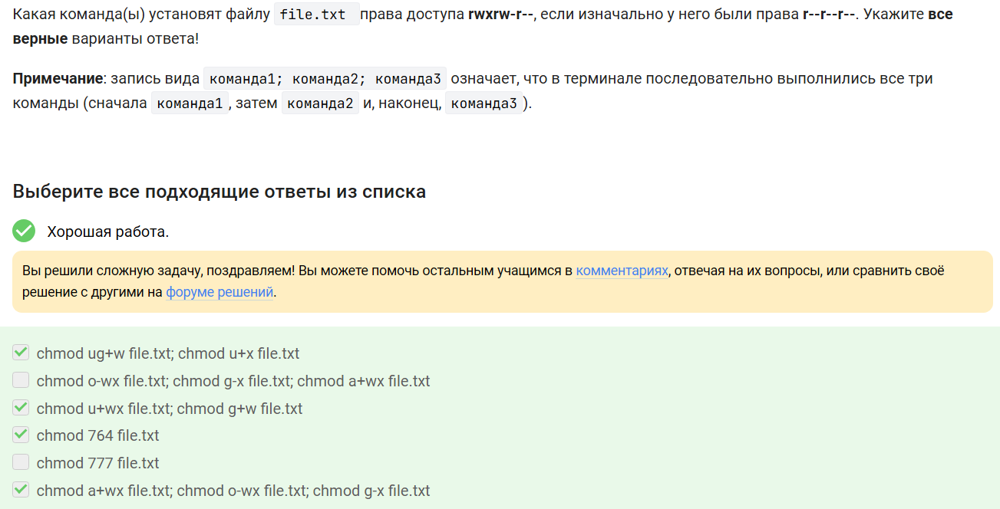 Какая команда(ы) установят файлу file.txt права доступа rwxrw-r--, если изначально у него были права r--r--r--. Укажите все
верные варианты ответа!
Примечание: запись вида команда1; команда2; команда3 означает, что в терминале последовательно выполнились все три
команды (сначала команда1, затем команда2 и, наконец, команда3).
Выберите все подходящие ответы из списка
Хорошая работа.
Вы решили сложную задачу, поздравляем! Вы можете помочь остальным учащимся в комментариях, отвечая на их вопросы, или сравнить своё
решение с другими на форуме решений.
chmod ug+w file.txt; chmod u+x file.txt
chmod o-wx file.txt; chmod g-x file.txt; chmod a+wx file.txt
chmod u+wx file.txt; chmod g+w file.txt
chmod 764 file.txt
chmod 777 file.txt
chmod a+wx file.txt; chmod o-wx file.txt; chmod g-x file.txt